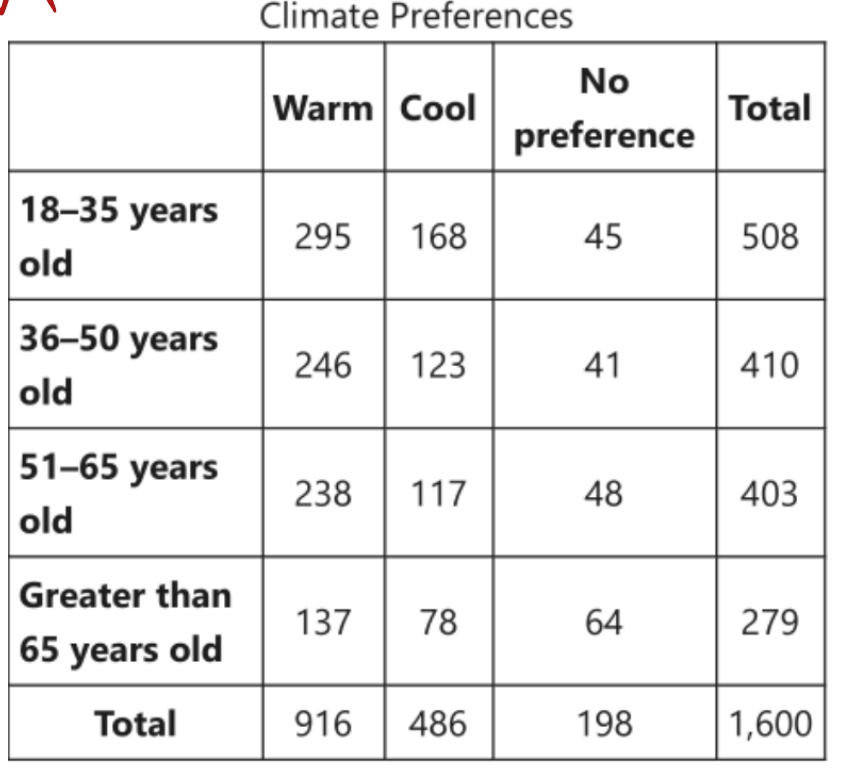 Climate Preferences
Warm Cool No preference Total
18–35 years old 295 168 45 508
36–50 years old 246 123 41 410
51–65 years old 238 117 48 403
Greater than 65 years old 137 78 64 279
Total 916 486 198 1,600